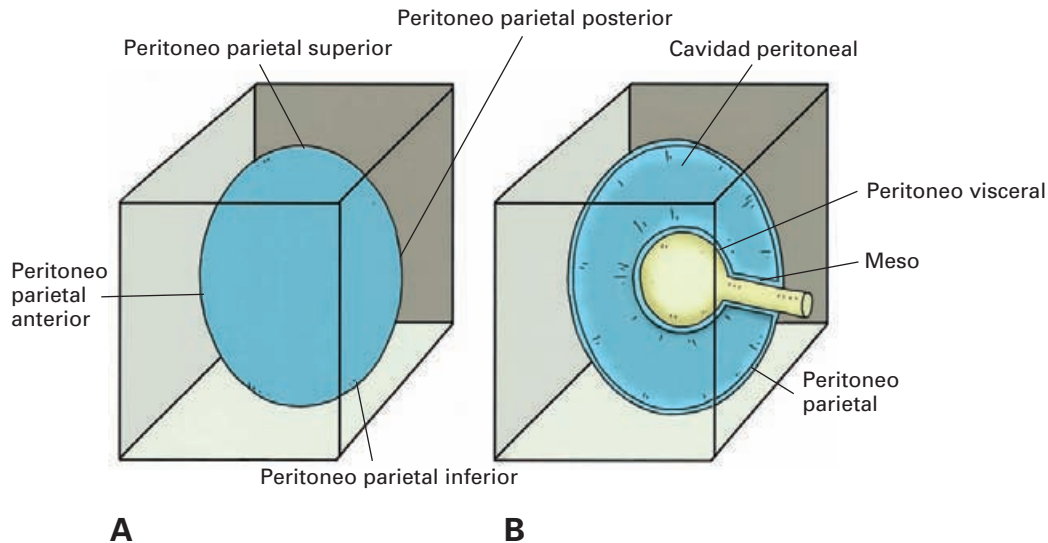 Peritoneo parietal posterior
Peritoneo parietal superior
Cavidad peritoneal
Peritoneo visceral
Meso
Peritoneo
parietal
anterior
Peritoneo
parietal
Peritoneo parietal inferior
A
B